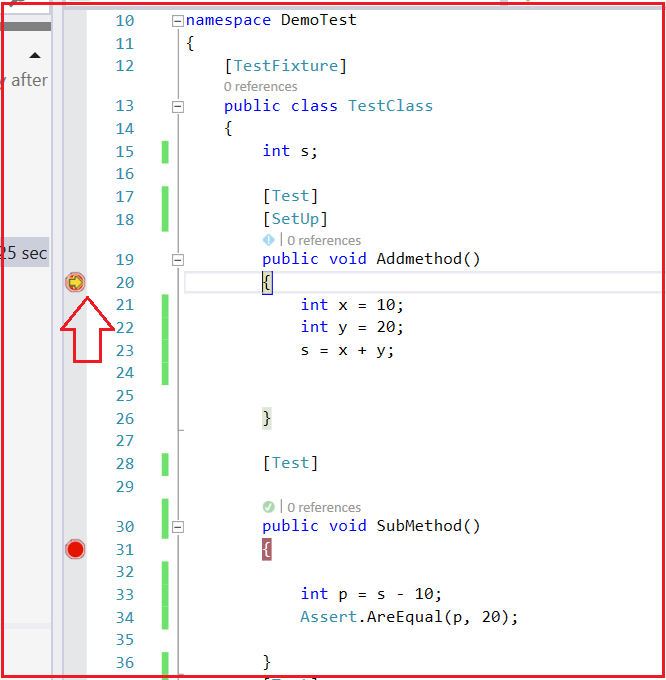 10 namespace DemoTest
11 {
y after
12 [TestFixture]
0 references
13 public class TestClass
14 {
15 int s;
16
17 [Test]
18 [SetUp]
0 references
25 sec
19 public void Addmethod()
20 {
21 int x = 10;
22 int y = 20;
23 s = x + y;
24
25
26 }
27
28 [Test]
29
0 references
30 public void SubMethod()
31 {
32
33 int p = s - 10;
34 Assert.AreEqual(p, 20);
35
36 }